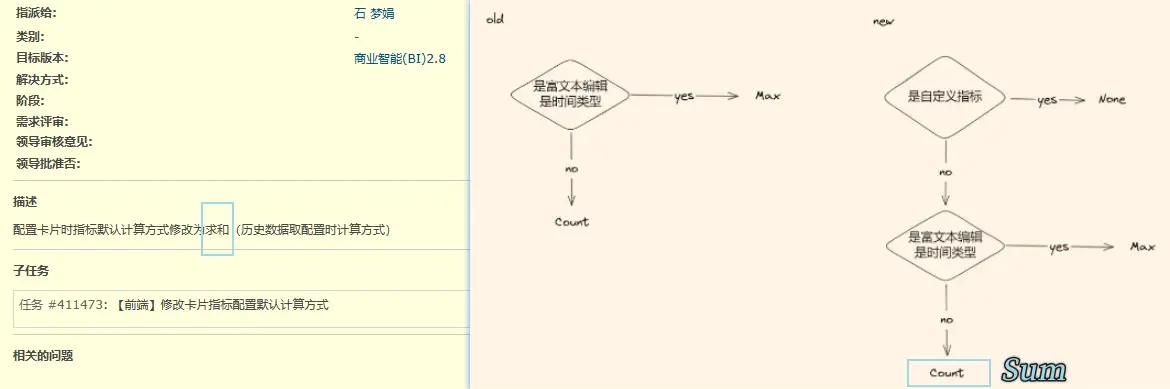 指派给: 石 梦娟
类别: -
目标版本: 商业智能(BI)2.8
解决方式:
阶段:
需求评审:
领导审核意见:
领导批准否:
描述
配置卡片时指标默认计算方式修改为求和（历史数据取配置时计算方式）
子任务
任务 #411473: 【前端】修改卡片指标配置默认计算方式
相关的问题
old
是富文本编辑
是时间类型
yes
Max
no
Count
new
是自定义指标
yes
None
no
是富文本编辑
是时间类型
yes
Max
no
Count
Sum